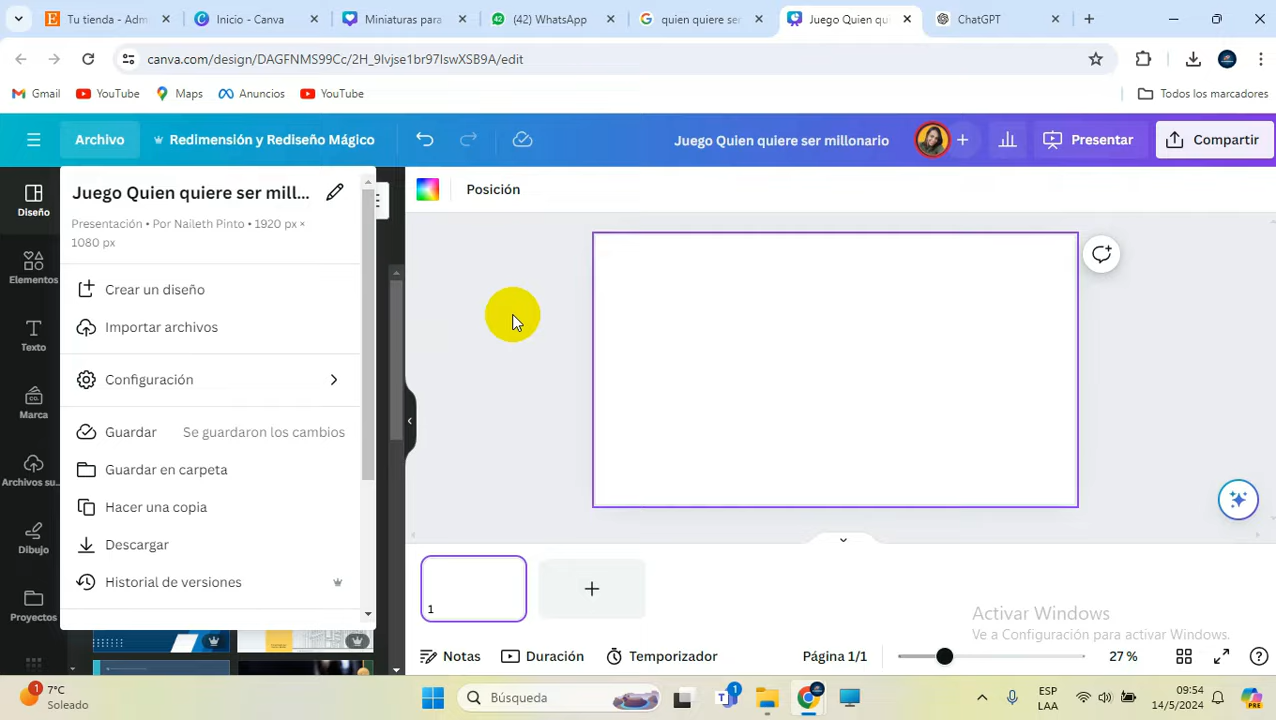 Tu tienda - Adm
Inicio - Canva
Miniaturas para
(42) WhatsApp
quien quiere se
Juego Quien qu
ChatGPT
canva.com/design/DAGFNMS99Cc/2H_9Ivjse1br97IswXSB9A/edit
Gmail
YouTube
Maps
Anuncios
YouTube
Todos los marcadores
Archivo
Redimensión y Rediseño Mágico
Juego Quien quiere ser millonario
Presentar
Compartir
Juego Quien quiere ser mill...
Presentación • Por Naileth Pinto • 1920 px ×
1080 px
Crear un diseño
Importar archivos
Configuración
Guardar
Se guardaron los cambios
Guardar en carpeta
Hacer una copia
Descargar
Historial de versiones
Diseño
Elementos
Texto
Marca
Archivos su...
Dibujo
Proyectos
Posición
1
Activar Windows
Ve a Configuración para activar Windows.
Notas
Duración
Temporizador
Página 1/1
27 %
1
7°C
Soleado
Búsqueda
1
ESP
LAA
09:54
14/5/2024
PRE